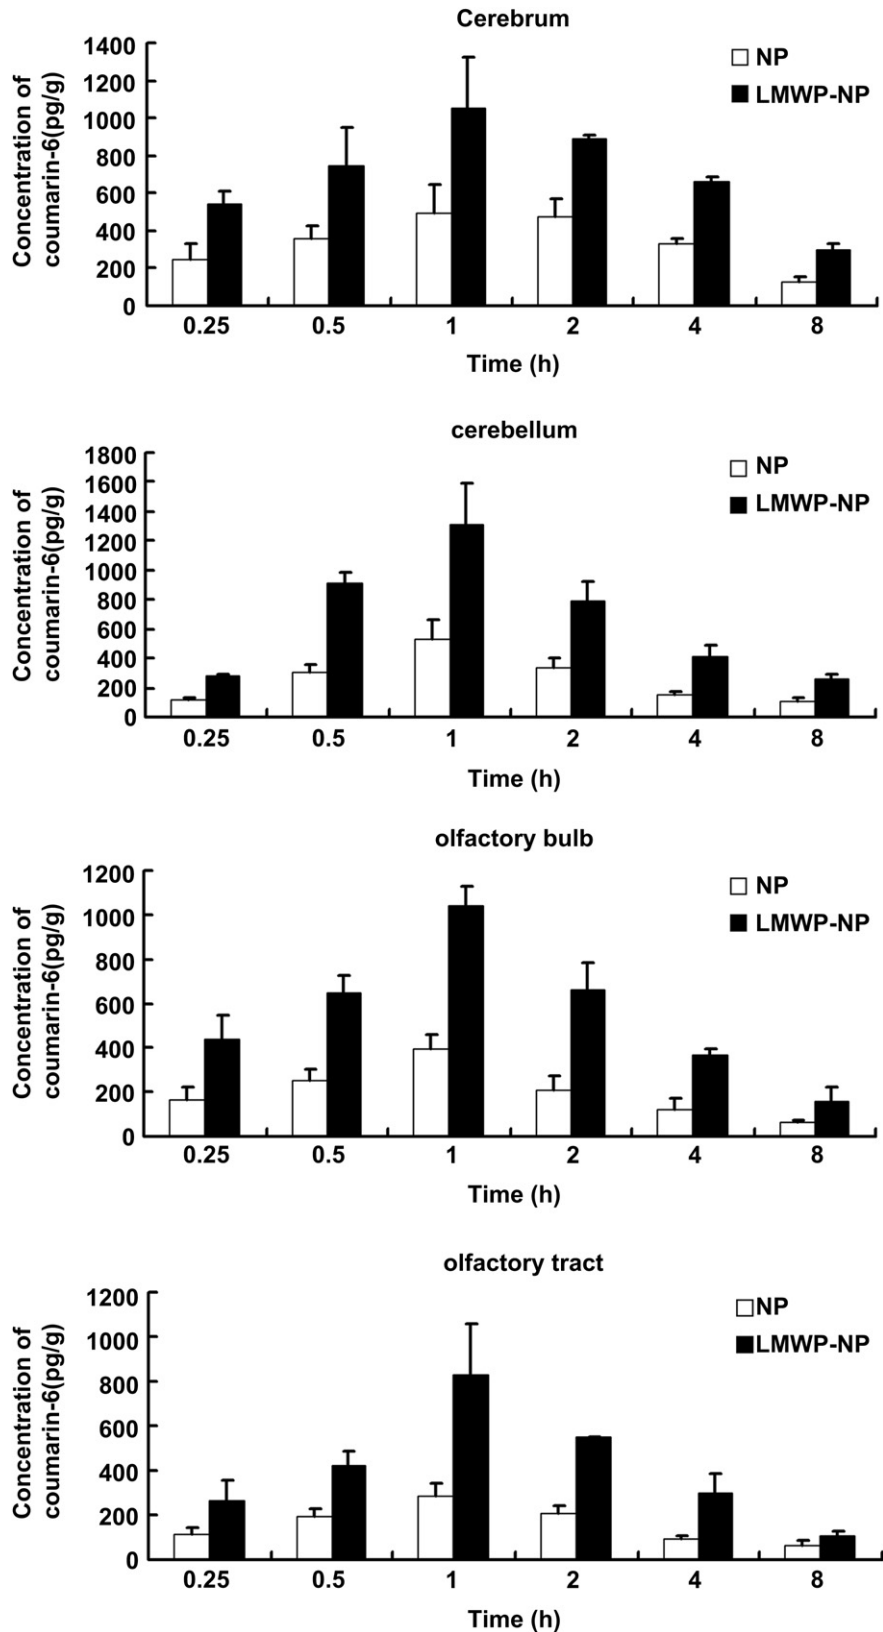 Cerebrum
Concentration of
coumarin-6(pg/g)
1400
1200
1000
800
600
400
200
0
NP
LMWP-NP
0.25 0.5 1 2 4 8
Time (h)
cerebellum
Concentration of
coumarin-6(pg/g)
1800
1600
1400
1200
1000
800
600
400
200
0
NP
LMWP-NP
0.25 0.5 1 2 4 8
Time (h)
olfactory bulb
Concentration of
coumarin-6(pg/g)
1200
1000
800
600
400
200
0
NP
LMWP-NP
0.25 0.5 1 2 4 8
Time (h)
olfactory tract
Concentration of
coumarin-6(pg/g)
1200
1000
800
600
400
200
0
NP
LMWP-NP
0.25 0.5 1 2 4 8
Time (h)